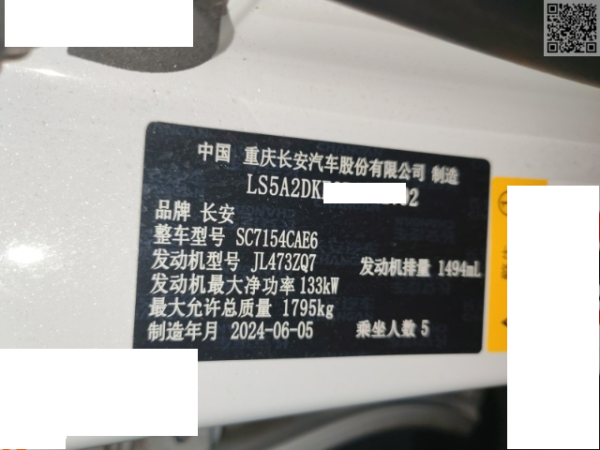 中国 重庆长安汽车股份有限公司 制造
LS5A2DK
品牌 长安
整车型号 SC7154CAE6
发动机型号 JL473ZQ7 发动机排量 1494mL
发动机最大净功率 133kW
最大允许总质量 1795kg
制造年月 2024-06-05 乘坐人数 5